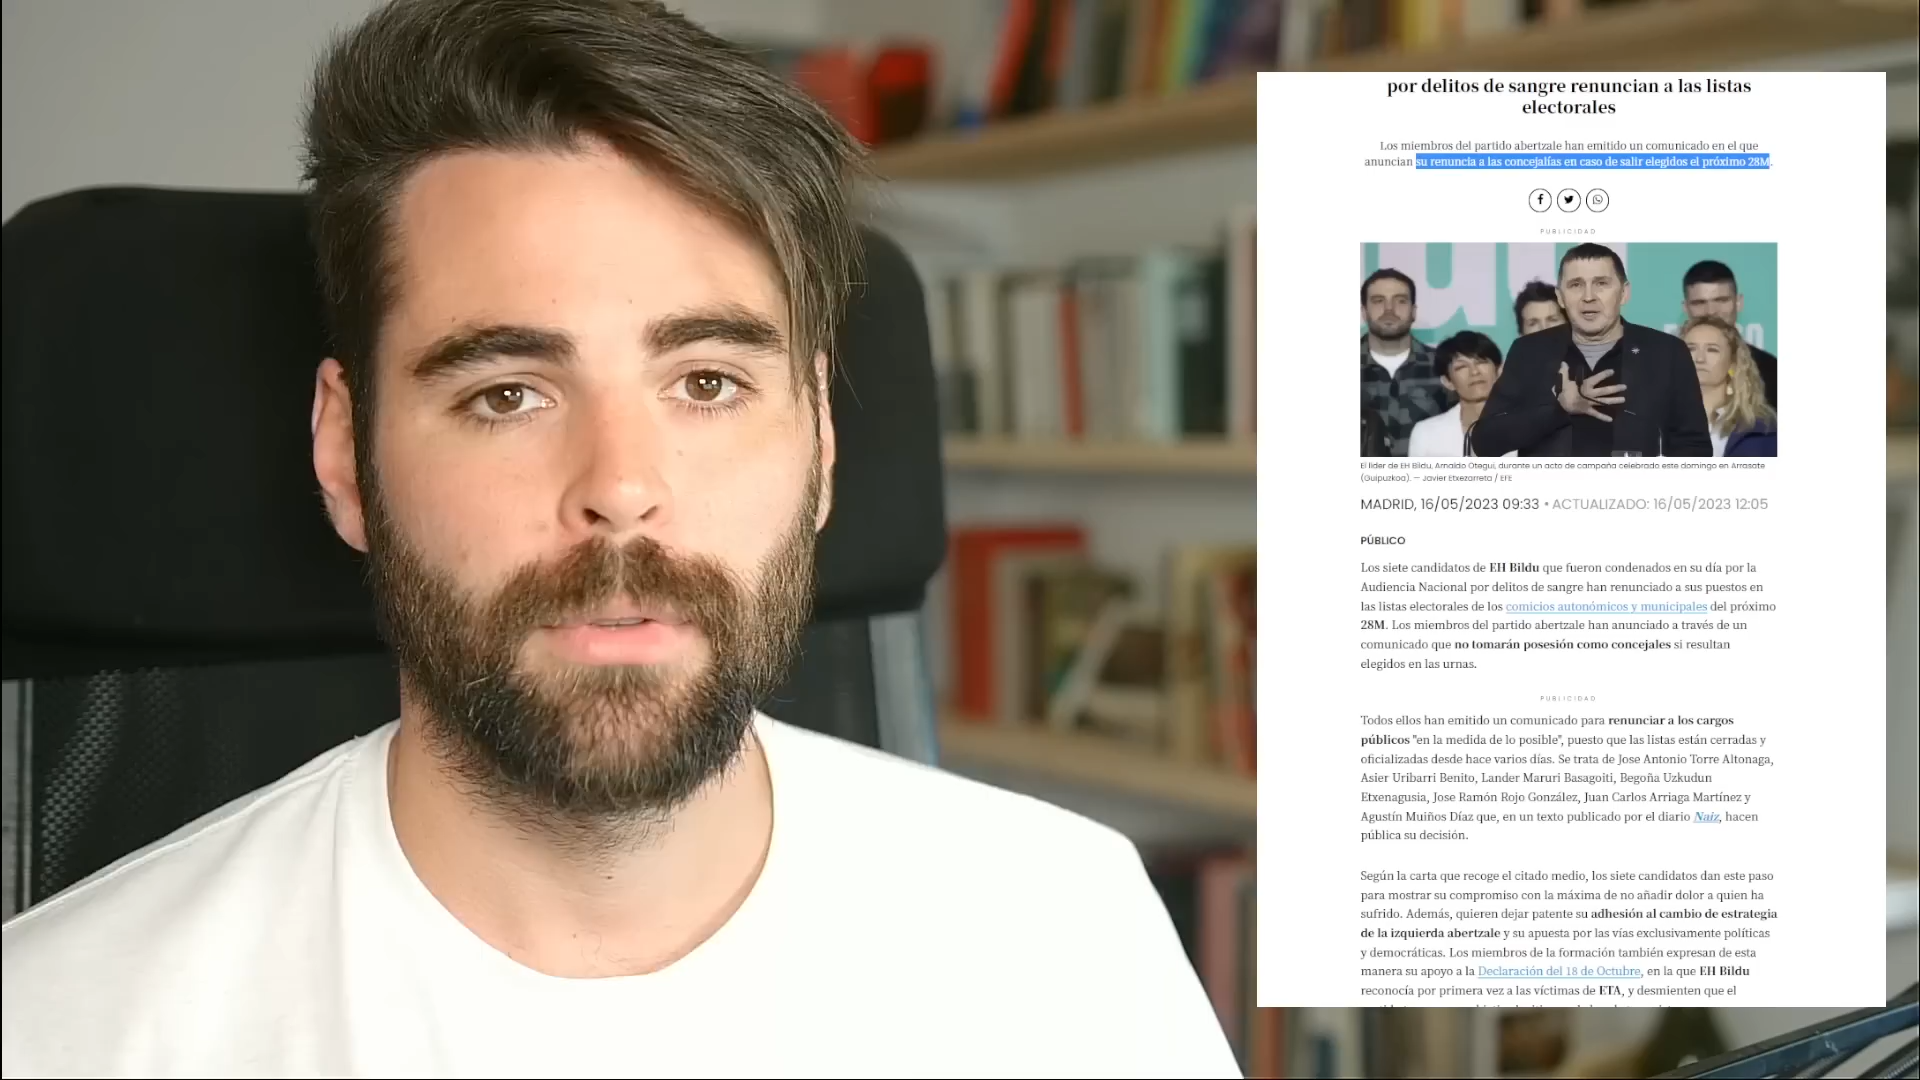 por delitos de sangre renuncian a las listas
electorales
Los miembros del partido abertzale han emitido un comunicado en el que
anuncian su renuncia a las concejalías en caso de salir elegidos el próximo 28M.
PUBLICIDAD
El líder de EH Bildu, Arnaldo Otegui, durante un acto de campaña celebrado este domingo en Arrasate
(Guipuzkoa). — Javier Etxezarreta / EFE
MADRID, 16/05/2023 09:33 • ACTUALIZADO: 16/05/2023 12:05
PÚBLICO
Los siete candidatos de EH Bildu que fueron condenados en su día por la
Audiencia Nacional por delitos de sangre han renunciado a sus puestos en
las listas electorales de los comicios autonómicos y municipales del próximo
28M. Los miembros del partido abertzale han anunciado a través de un
comunicado que no tomarán posesión como concejales si resultan
elegidos en las urnas.
PUBLICIDAD
Todos ellos han emitido un comunicado para renunciar a los cargos
públicos "en la medida de lo posible", puesto que las listas están cerradas y
oficializadas desde hace varios días. Se trata de Jose Antonio Torre Altonaga,
Asier Uribarri Benito, Lander Maruri Basagoiti, Begoña Uzkudun
Etxenagusia, Jose Ramón Rojo González, Juan Carlos Arriaga Martínez y
Agustín Muiños Díaz que, en un texto publicado por el diario Naiz, hacen
pública su decisión.
Según la carta que recoge el citado medio, los siete candidatos dan este paso
para mostrar su compromiso con la máxima de no añadir dolor a quien ha
sufrido. Además, quieren dejar patente su adhesión al cambio de estrategia
de la izquierda abertzale y su apuesta por las vías exclusivamente políticas
y democráticas. Los miembros de la formación también expresan de esta
manera su apoyo a la Declaración del 18 de Octubre, en la que EH Bildu
reconocía por primera vez a las víctimas de ETA, y desmienten que el